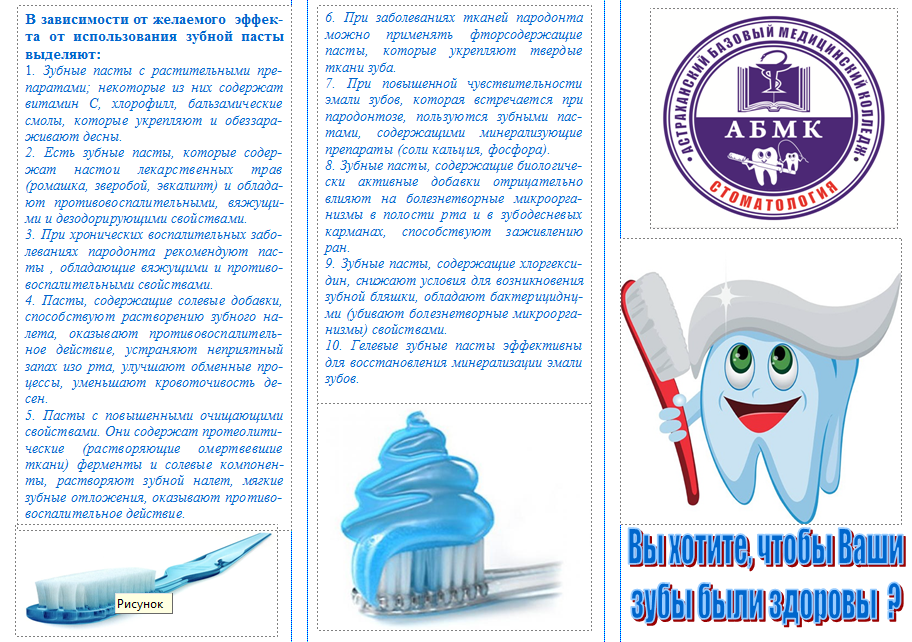 В зависимости от желаемого эффек-
та от использования зубной пасты
выделяют:
1. Зубные пасты с растительными пре-
паратами; некоторые из них содержат
витамин С, хлорофилл, бальзамические
смолы, которые укрепляют и обеззара-
живают десны.
2. Есть зубные пасты, которые содер-
жат настои лекарственных трав
(ромашка, зверобой, эвкалипт) и облада-
ют противовоспалительными, вяжущи-
ми и дезодорирующими свойствами.
3. При хронических воспалительных забо-
леваниях пародонта рекомендуют пас-
ты , обладающие вяжущими и противо-
воспалительными свойствами.
4. Пасты, содержащие солевые добавки,
способствуют растворению зубного на-
лета, оказывают противовоспалитель-
ное действие, устраняют неприятный
запах изо рта, улучшают обменные про-
цессы, уменьшают кровоточивость де-
сен.
5. Пасты с повышенными очищающими
свойствами. Они содержат протеолити-
ческие (растворяющие омертвевшие
ткани) ферменты и солевые компонен-
ты, растворяют зубной налет, мягкие
зубные отложения, оказывают противо-
воспалительное действие.
Рисунок
6. При заболеваниях тканей пародонта
можно применять фторсодержащие
пасты, которые укрепляют твердые
ткани зуба.
7. При повышенной чувствительности
эмали зубов, которая встречается при
пародонтозе, пользуются зубными пас-
тами, содержащими минерализующие
препараты (соли кальция, фосфора).
8. Зубные пасты, содержащие биологиче-
ски активные добавки отрицательно
влияют на болезнетворные микроорга-
низмы в полости рта и в зубодесневых
карманах, способствуют заживлению
ран.
9. Зубные пасты, содержащие хлоргекси-
дин, снижают условия для возникновения
зубной бляшки, обладают бактерицидны-
ми (убивают болезнетворные микроорга-
низмы) свойствами.
10. Гелевые зубные пасты эффективны
для восстановления минерализации эмали
зубов.
АСТРАХАНСКИЙ БАЗОВЫЙ МЕДИЦИНСКИЙ КОЛЛЕДЖ
АБМК
СТОМАТОЛОГИЯ
Вы хотите, чтобы Ваши
зубы были здоровы ?